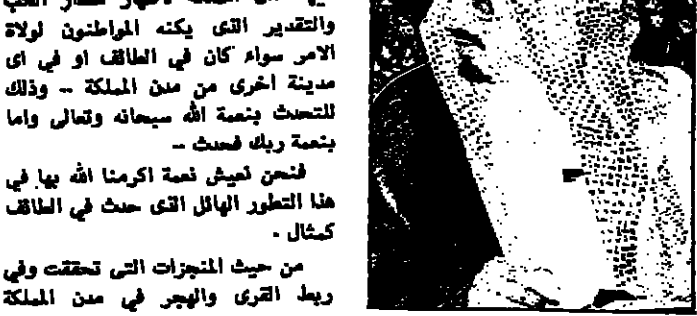 والتقدير الذى يكنه المواطنون لولاة
الامر سواء كان في الطائف او في اى
مدينة اخرى من مدن المملكة -- وذلك
للتحدث بنعمة الله سبحانه وتعالى واما
بنعمة ربك فحدث --
فنحن نعيش نعمة اكرمنا الله بها في
هذا التطور الهائل الذى حدث في الطائف
كمثال -
من حيث المنجزات التى تحققت وفي
ربط القرى والهجر في مدن المملكة